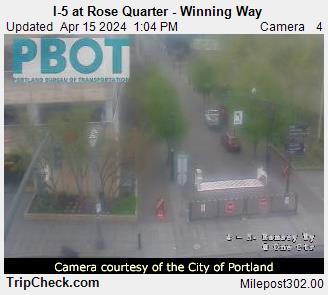 I-5 at Rose Quarter - Winning Way
Updated Apr 15 2024 1:04 PM Camera 4
PBOT
PORTLAND BUREAU OF TRANSPORTATION
Camera courtesy of the City of Portland
TripCheck.com Milepost302.00